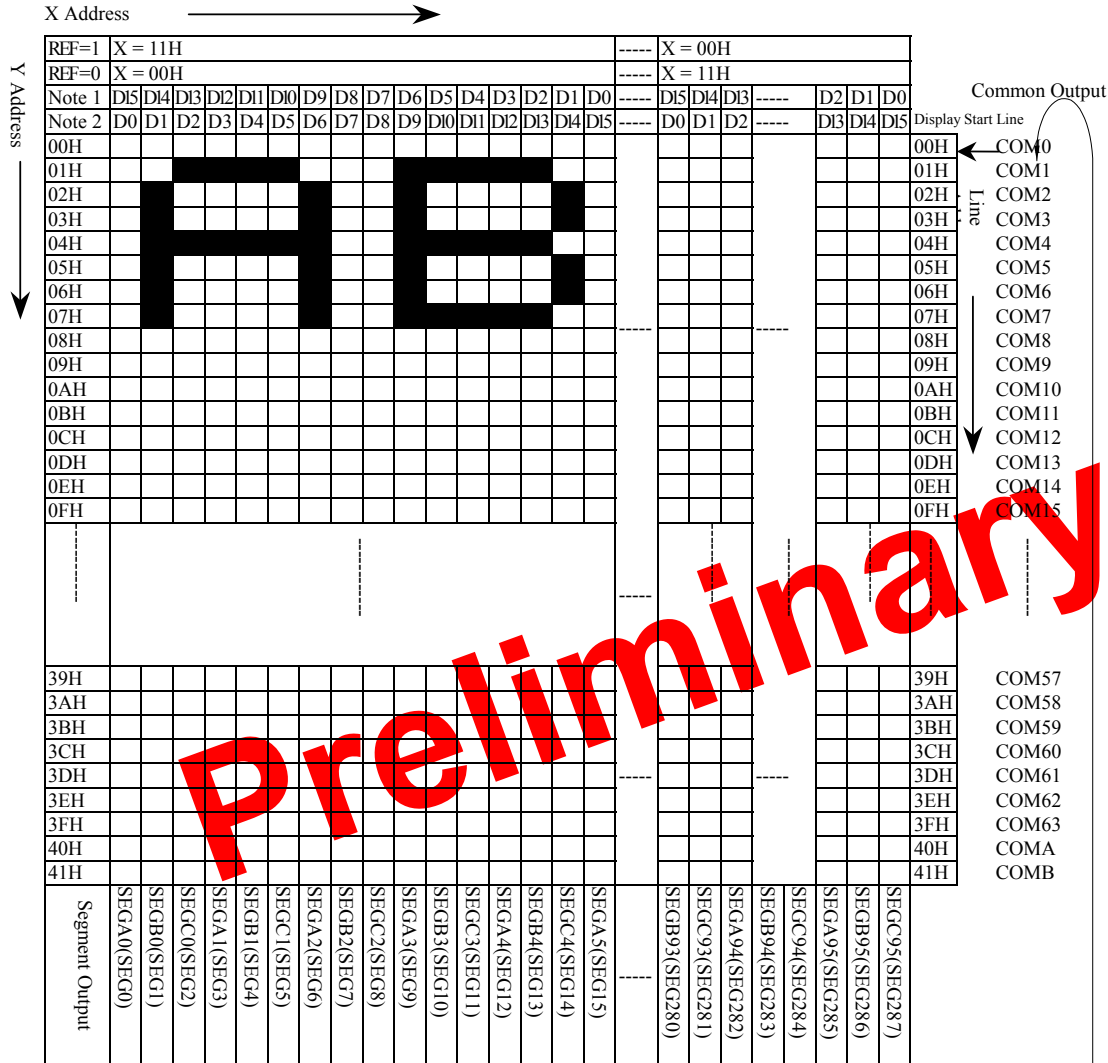 X Address
Y Address
REF=1 X = 11H ----- X = 00H
REF=0 X = 00H ----- X = 11H
Note 1 D15 D14 D13 D12 D11 D10 D9 D8 D7 D6 D5 D4 D3 D2 D1 D0 ----- D15 D14 D13 ----- D2 D1 D0 Common Output
Note 2 D0 D1 D2 D3 D4 D5 D6 D7 D8 D9 D10 D11 D12 D13 D14 D15 D0 D1 D2 D13 D14 D15 Display Start Line
00H 00H COM0
01H 01H COM1
02H 02H COM2
Line
03H 03H COM3
04H 04H COM4
05H 05H COM5
06H 06H COM6
07H ----- ----- 07H COM7
08H 08H COM8
09H 09H COM9
0AH 0AH COM10
0BH 0BH COM11
0CH 0CH COM12
0DH 0DH COM13
0EH 0EH COM14
0FH 0FH COM15
Preliminary
39H 39H COM57
3AH 3AH COM58
3BH 3BH COM59
3CH 3CH COM60
3DH ----- ----- 3DH COM61
3EH 3EH COM62
3FH 3FH COM63
40H 40H COMA
41H 41H COMB
Segment Output
SEGA0(SEG0)
SEGB0(SEG1)
SEGC0(SEG2)
SEGA1(SEG3)
SEGB1(SEG4)
SEGC1(SEG5)
SEGA2(SEG6)
SEGB2(SEG7)
SEGC2(SEG8)
SEGA3(SEG9)
SEGB3(SEG10)
SEGC3(SEG11)
SEGA4(SEG12)
SEGB4(SEG13)
SEGC4(SEG14)
SEGA5(SEG15)
-----
SEGB93(SEG280)
SEGC93(SEG281)
SEGA94(SEG282)
SEGB94(SEG283)
SEGC94(SEG284)
SEGA95(SEG285)
SEGB95(SEG286)
SEGC95(SEG287)